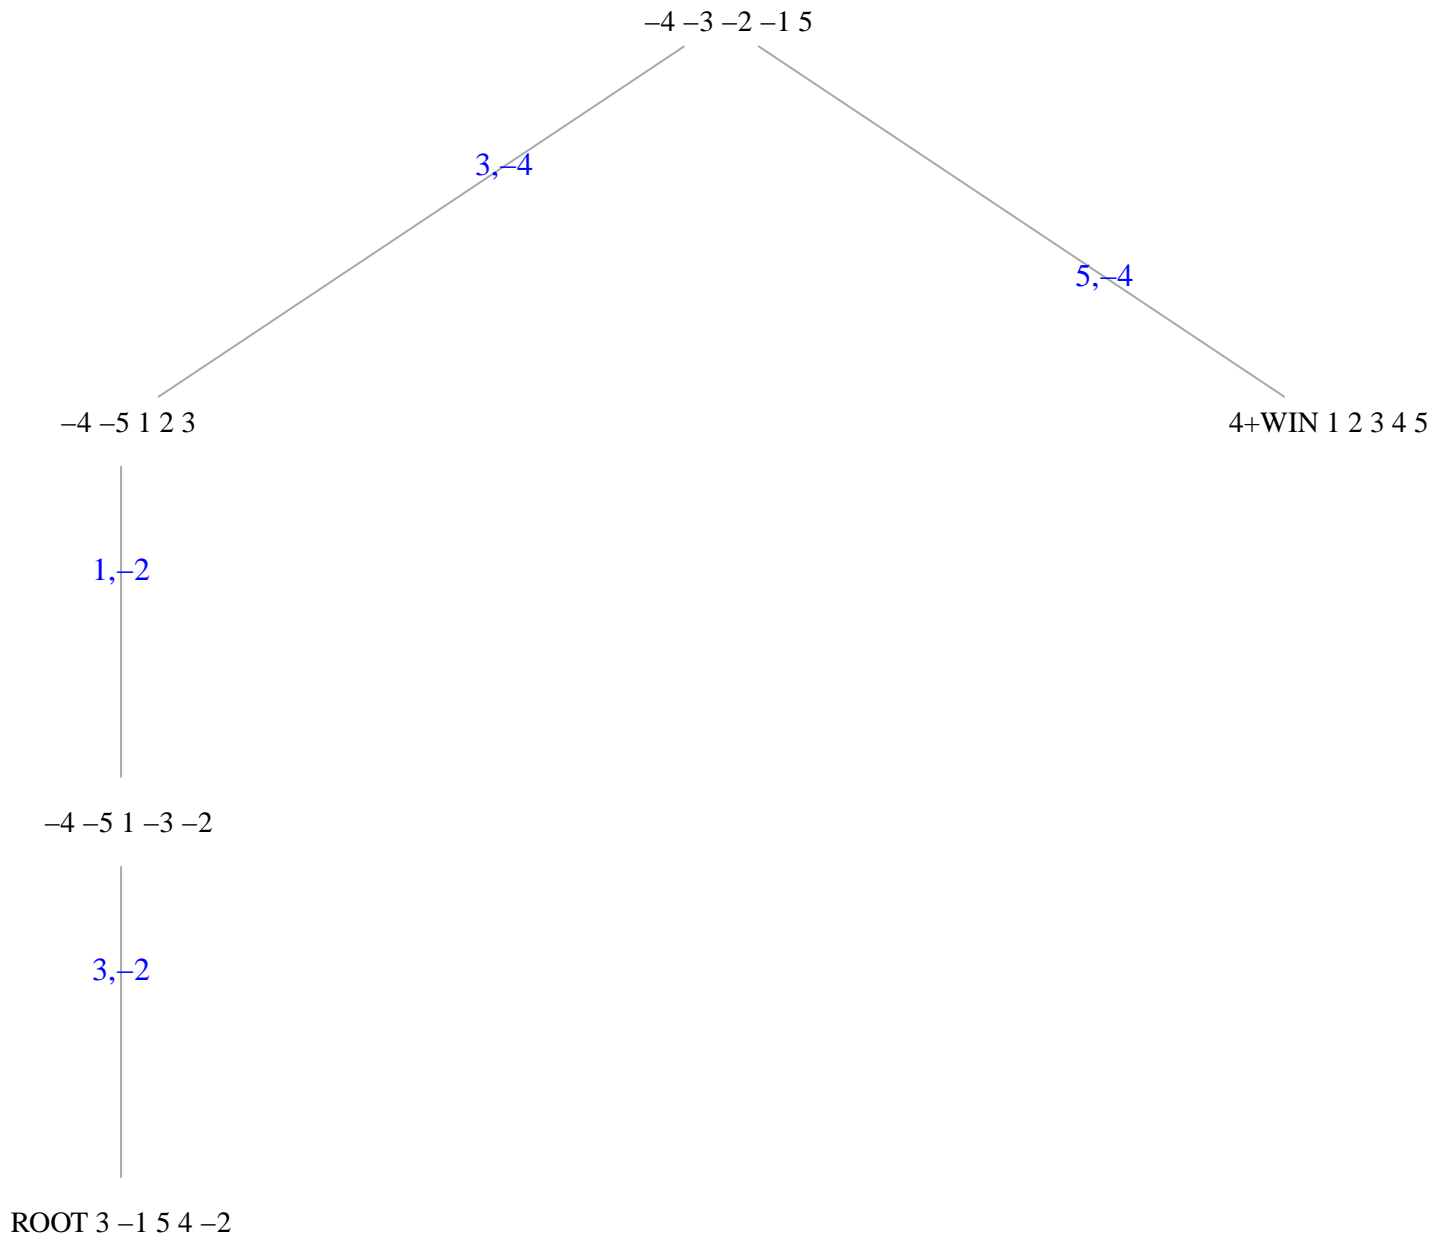 –4 –3 –2 –1 5
3,–4
5,–4
–4 –5 1 2 3
4+WIN 1 2 3 4 5
1,–2
–4 –5 1 –3 –2
3,–2
ROOT 3 –1 5 4 –2